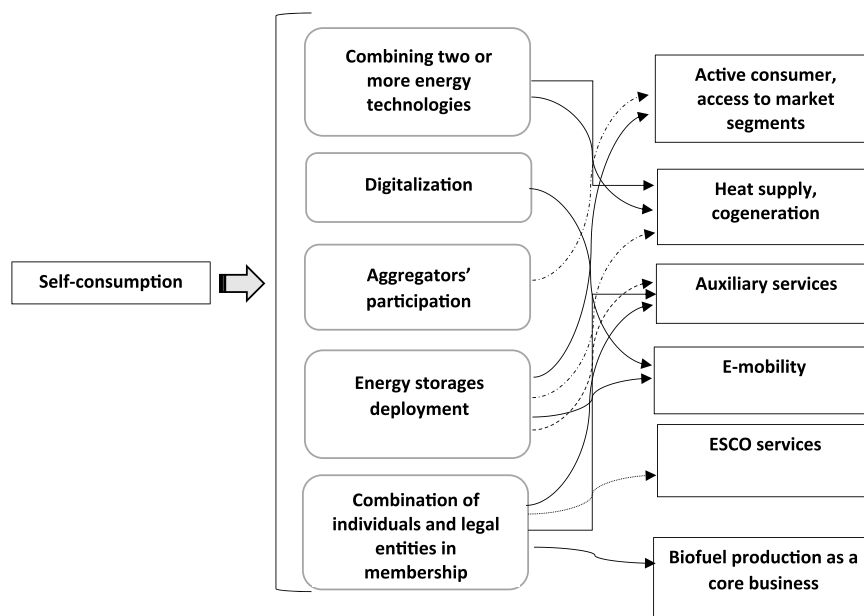 Self-consumption
Combining two or
more energy
technologies
Digitalization
Aggregators’
participation
Energy storages
deployment
Combination of
individuals and legal
entities in
membership
Active consumer,
access to market
segments
Heat supply,
cogeneration
Auxiliary services
E-mobility
ESCO services
Biofuel production as a
core business